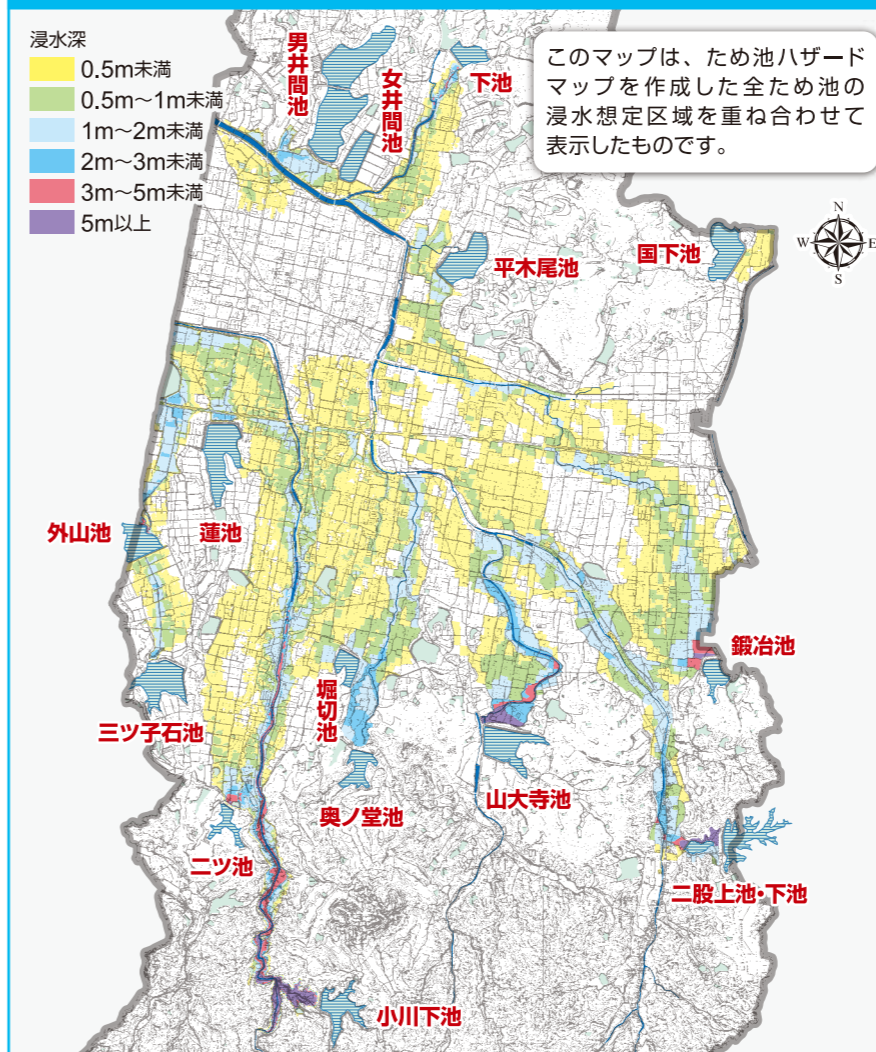 浸水深
0.5m未満
0.5m～1m未満
1m～2m未満
2m～3m未満
3m～5m未満
5m以上
このマップは、ため池ハザード
マップを作成した全ため池の
浸水想定区域を重ね合わせて
表示したものです。
男井間池
女井間池
下池
N
W
E
S
平木尾池
国下池
外山池
蓮池
鍛冶池
三ツ子石池
堀切池
山大寺池
奥ノ堂池
二ツ池
二股上池・下池
小川下池